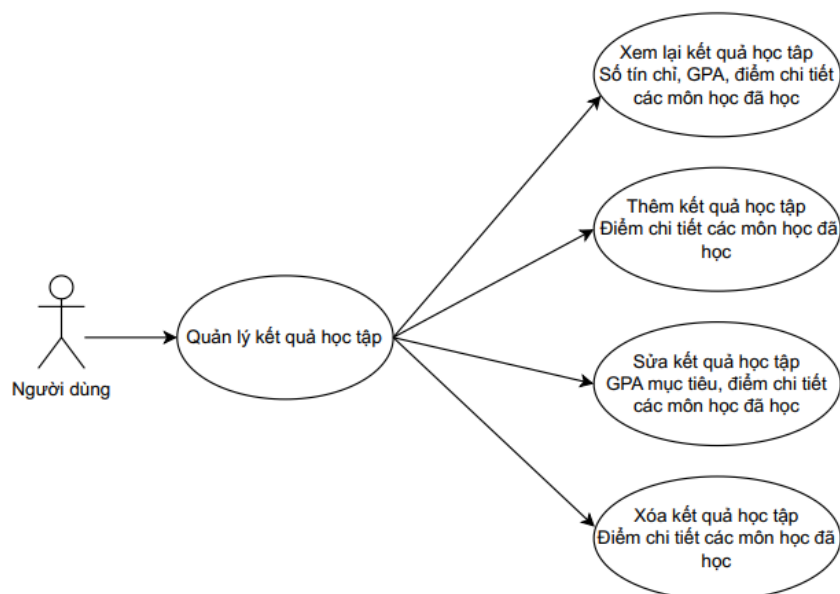 Xem lại kết quả học tâp
Số tín chỉ, GPA, điểm chi tiết
các môn học đã học
Thêm kết quả học tập
Điểm chi tiết các môn học đã
học
Người dùng
Quản lý kết quả học tập
Sửa kết quả học tập
GPA mục tiêu, điểm chi tiết
các môn học đã học
Xóa kết quả học tập
Điểm chi tiết các môn học đã
học